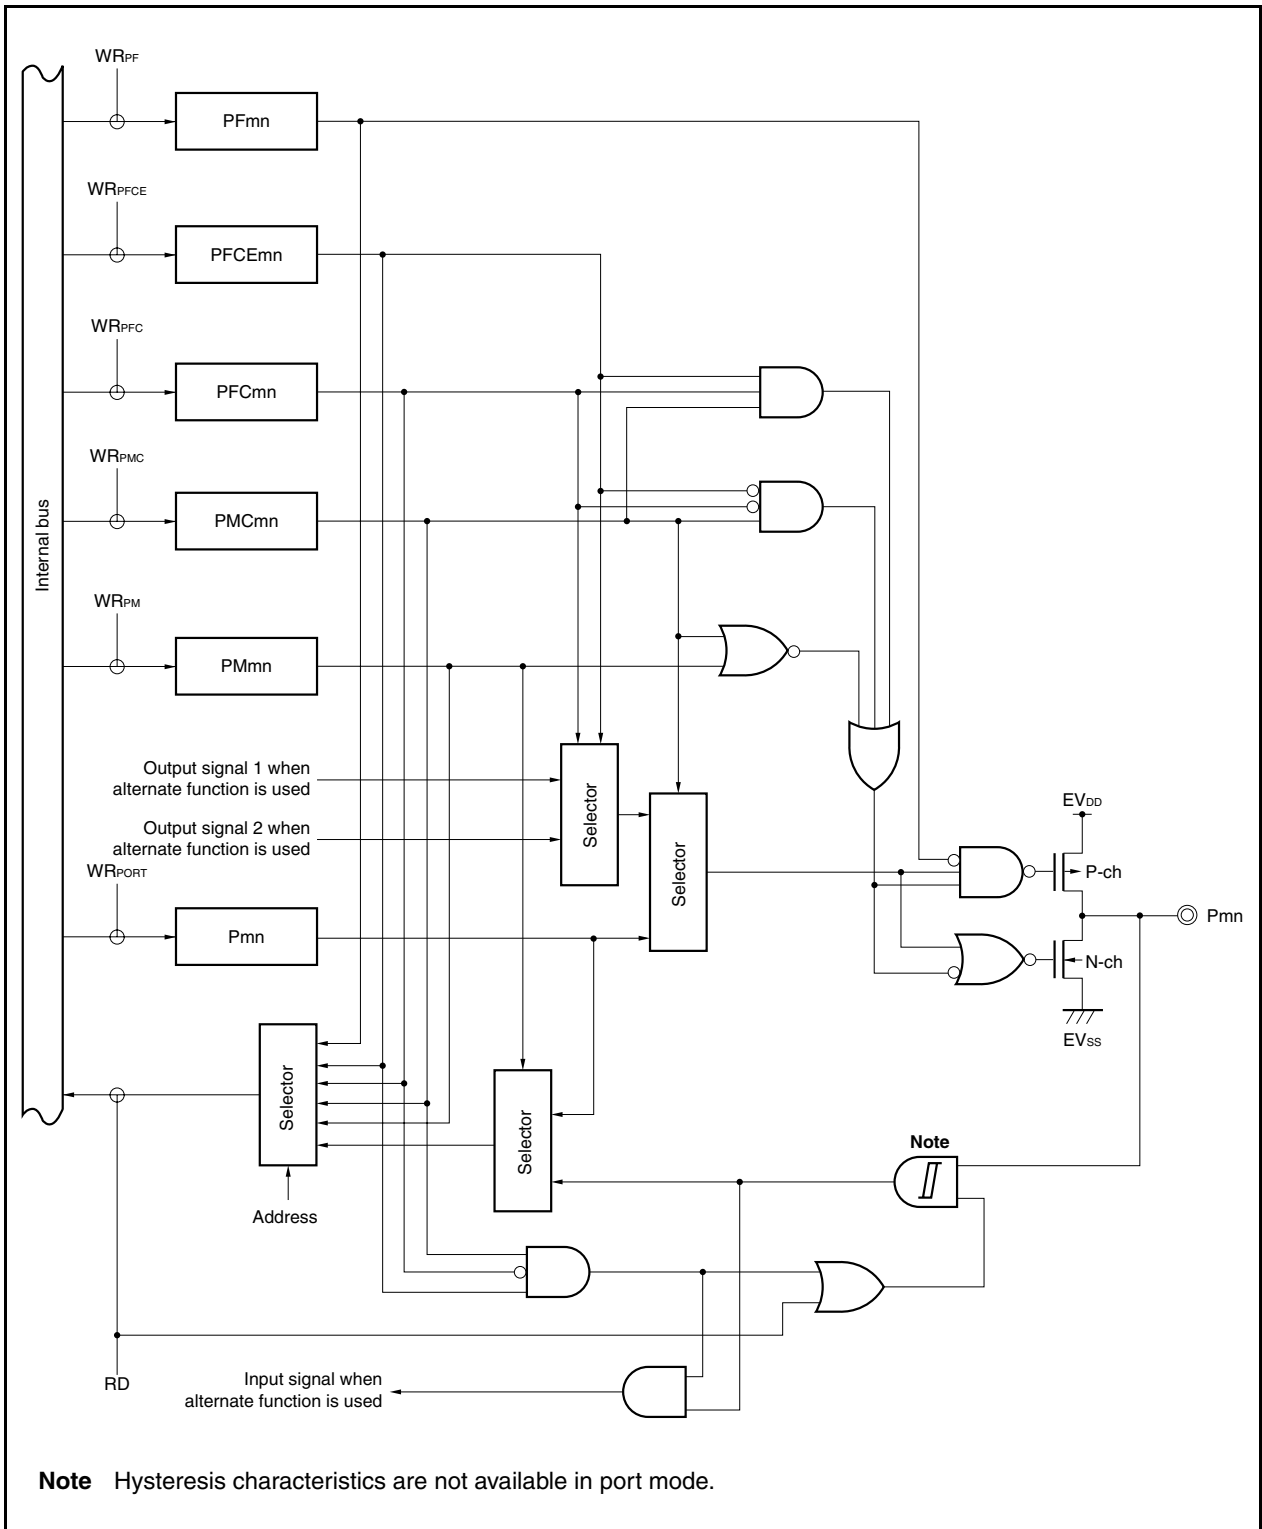 WRPF
PFmn
WRPFCE
PFCEmn
WRPFC
PFCmn
WRPMC
PMCmn
Internal bus
WRPM
PMmn
Output signal 1 when
alternate function is used
Output signal 2 when
alternate function is used
Selector
Selector
WRPORT
Pmn
EVDD
P-ch
Pmn
N-ch
EVSS
Selector
Selector
Address
Note
RD
Input signal when
alternate function is used
Note Hysteresis characteristics are not available in port mode.